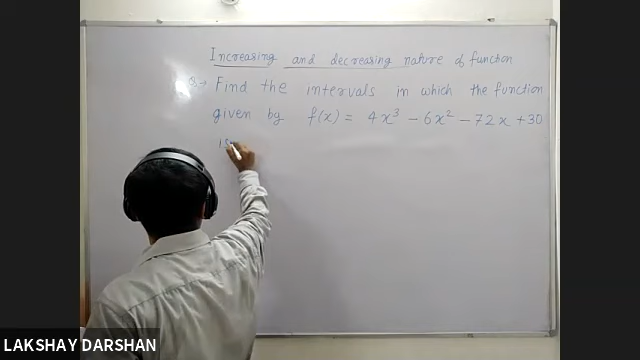 Increasing and decreasing nature of function
Q → Find the intervals in which the function
given by f(x) = 4x³ - 6x² - 72x + 30
is
LAKSHAY DARSHAN